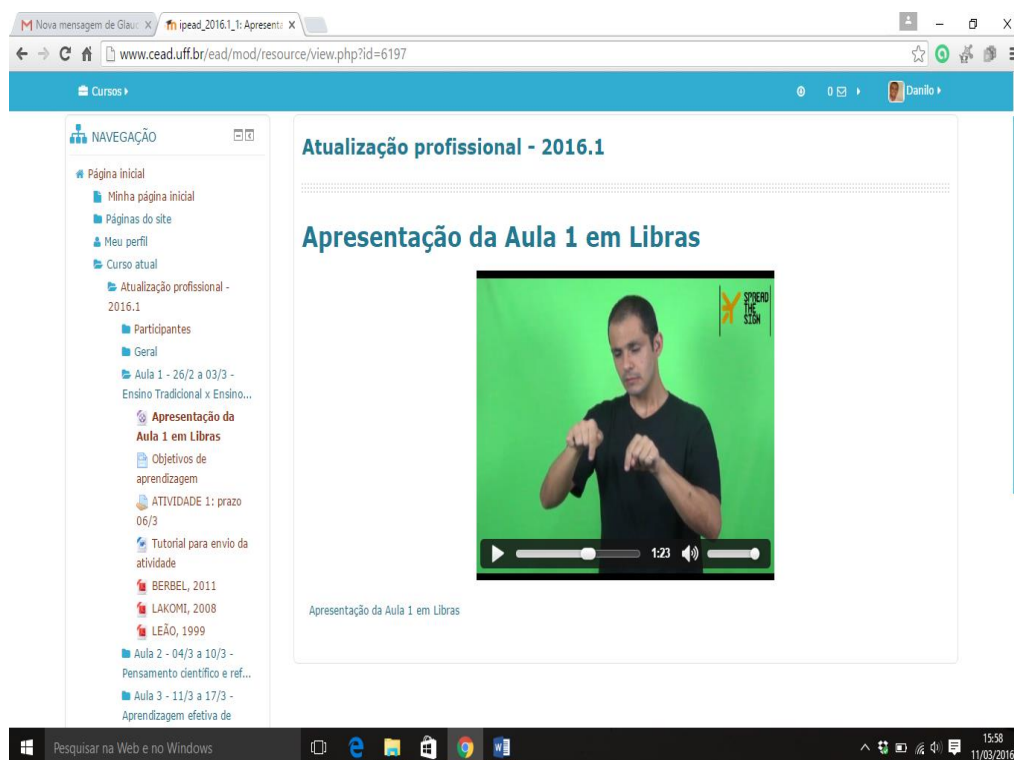 Nova mensagem de Glauc
ipead_2016.1_1: Apresenta
www.cead.uff.br/ead/mod/resource/view.php?id=6197
Cursos
0
Danilo
NAVEGAÇÃO
Página inicial
Minha página inicial
Páginas do site
Meu perfil
Curso atual
Atualização profissional -
2016.1
Participantes
Geral
Aula 1 - 26/2 a 03/3 -
Ensino Tradicional x Ensino...
Apresentação da
Aula 1 em Libras
Objetivos de
aprendizagem
ATIVIDADE 1: prazo
06/3
Tutorial para envio da
atividade
BERBEL, 2011
LAKOMI, 2008
LEÃO, 1999
Aula 2 - 04/3 a 10/3 -
Pensamento científico e ref...
Aula 3 - 11/3 a 17/3 -
Aprendizagem efetiva de
Atualização profissional - 2016.1
Apresentação da Aula 1 em Libras
SPREAD
THE
SIGN
1:23
Apresentação da Aula 1 em Libras
Pesquisar na Web e no Windows
15:58
11/03/2016